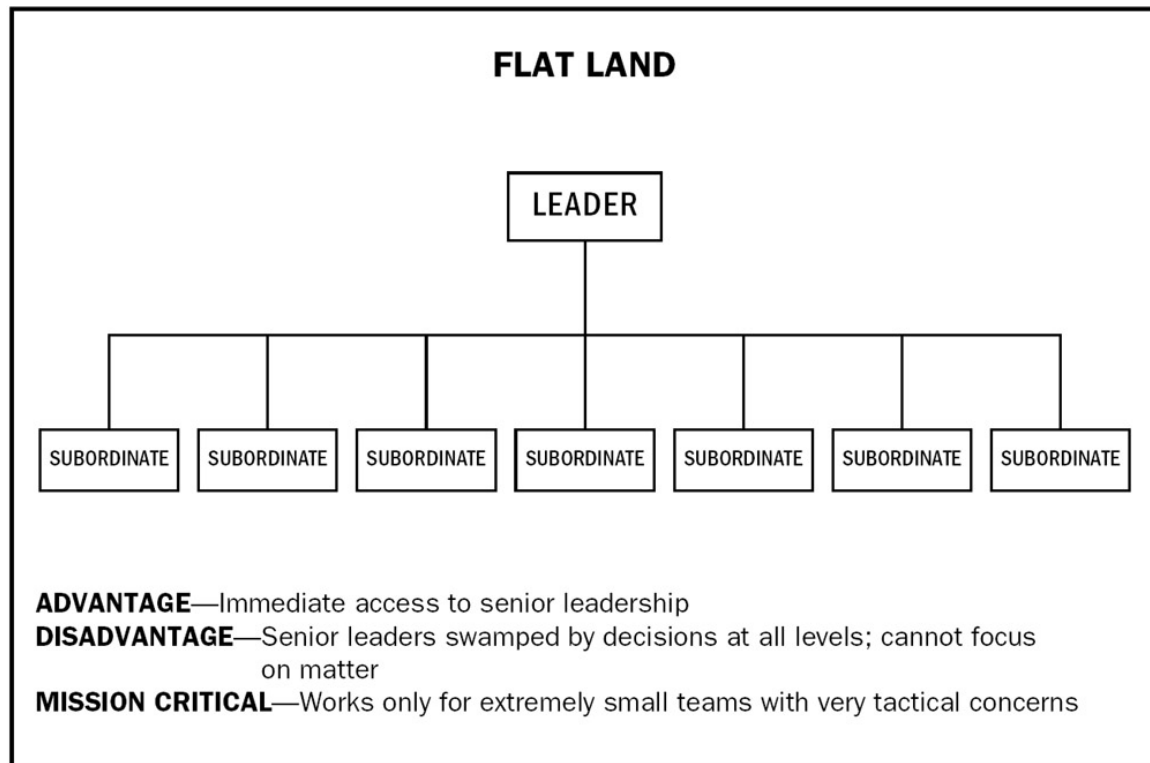 FLAT LAND
LEADER
SUBORDINATE SUBORDINATE SUBORDINATE SUBORDINATE SUBORDINATE SUBORDINATE SUBORDINATE
ADVANTAGE—Immediate access to senior leadership
DISADVANTAGE—Senior leaders swamped by decisions at all levels; cannot focus
on matter
MISSION CRITICAL—Works only for extremely small teams with very tactical concerns